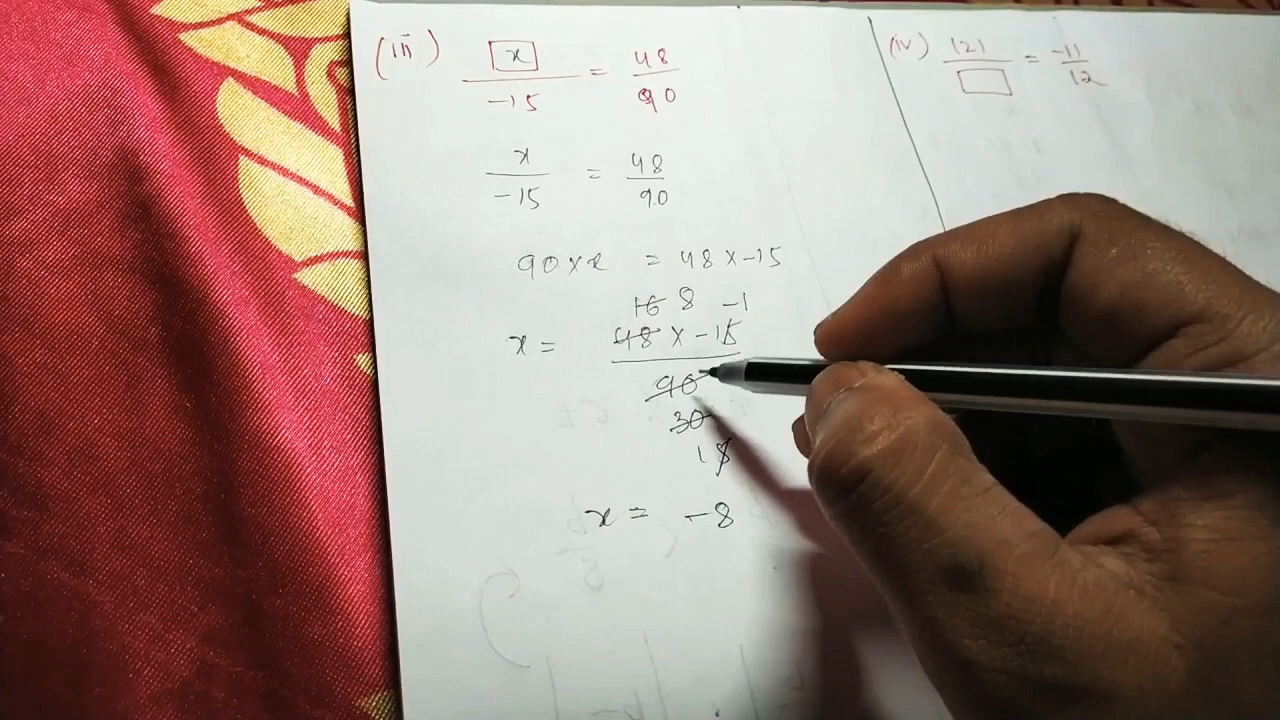 (iii) x / -15 = 48 / 90
x / -15 = 48 / 90
90 x x = 48 x -15
16 8 -1
x = 48 x -15 / 90
30
15
x = -8
(iv) 121 / □ = -11 / 12